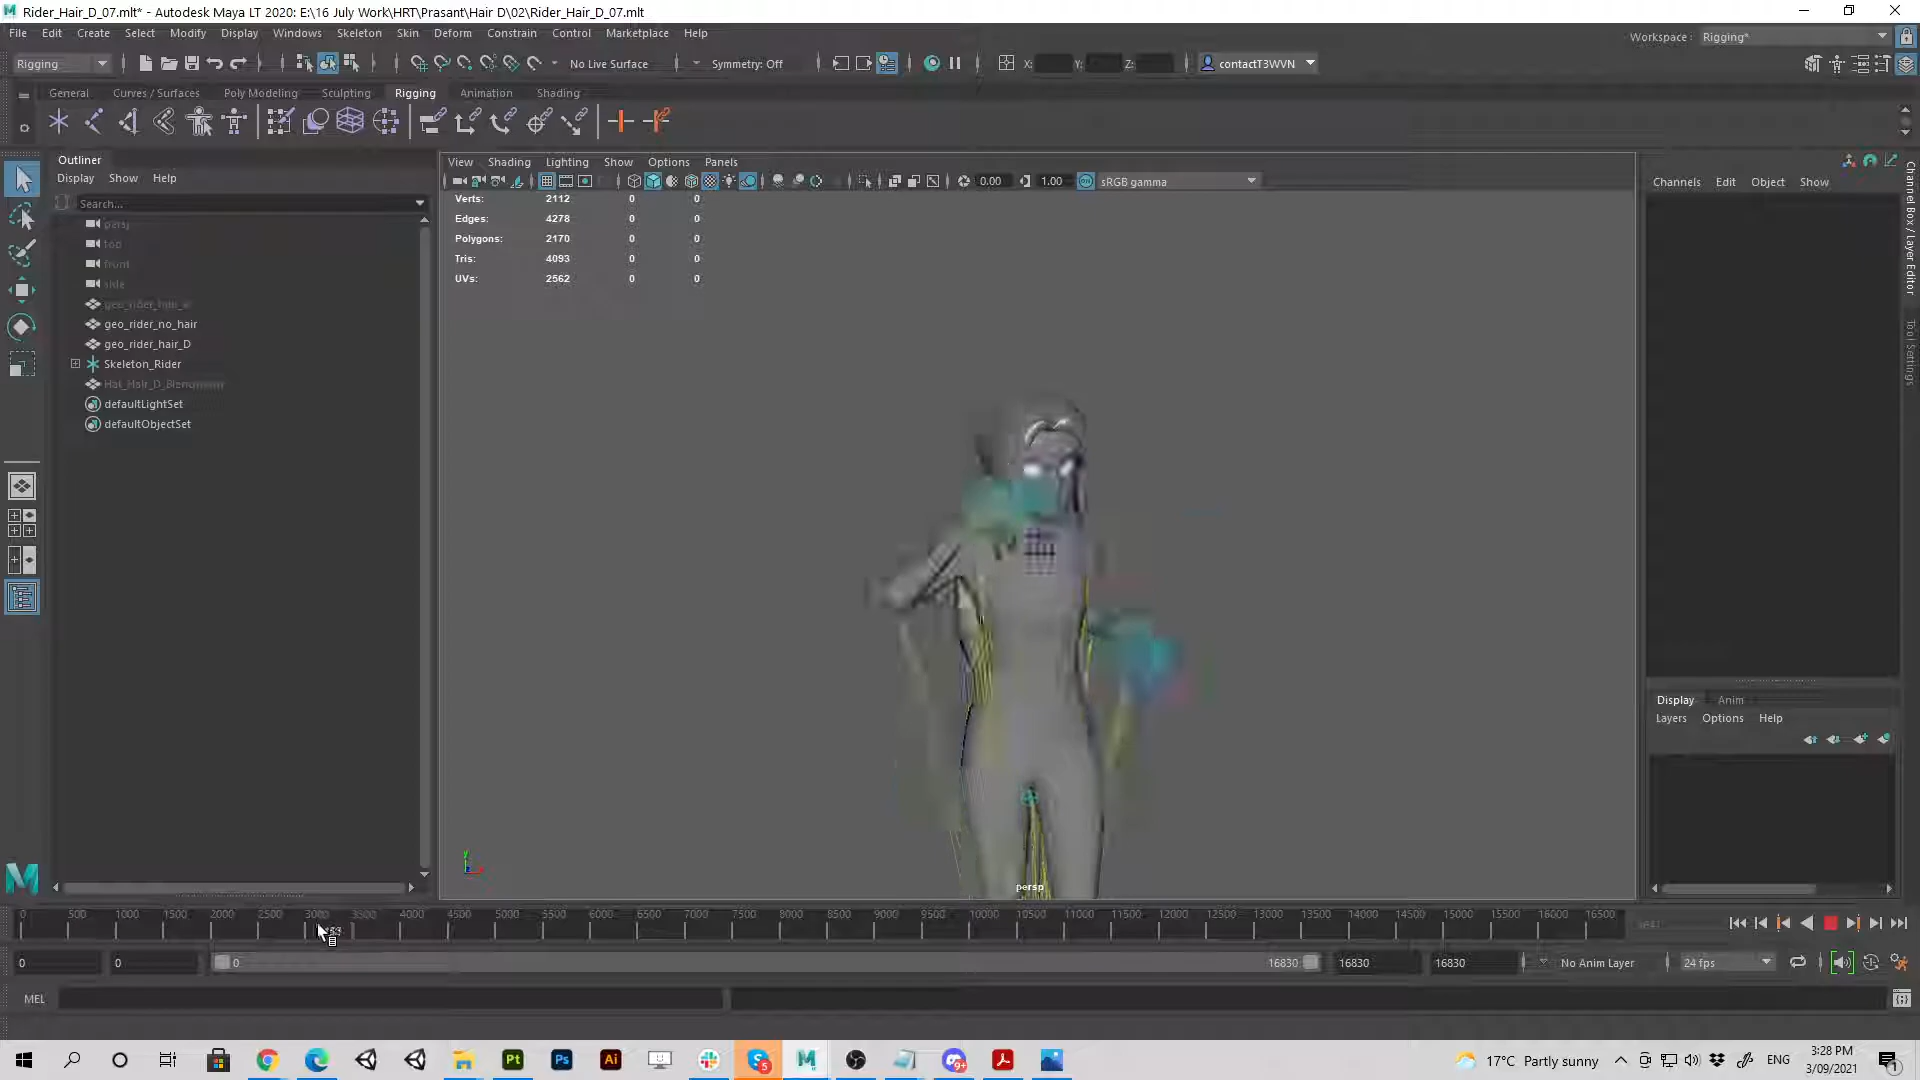 Rider_Hair_D_07.mlt* - Autodesk Maya LT 2020: E:\16 July Work\HRT\Prasant\Hair D\02\Rider_Hair_D_07.mlt
File Edit Create Select Modify Display Windows Skeleton Skin Deform Constrain Control Marketplace Help
Workspace : Rigging*
Rigging No Live Surface Symmetry: Off X: Y: Z: contactT3WVN
General Curves / Surfaces Poly Modeling Sculpting Rigging Animation Shading
Outliner
Display Show Help
Search...
persp
top
front
side
geo_rider_no_hair
geo_rider_hair_D
Skeleton_Rider
defaultLightSet
defaultObjectSet
View Shading Lighting Show Options Panels
0.00 1.00 sRGB gamma
Verts: 2112 0 0
Edges: 4278 0 0
Polygons: 2170 0 0
Tris: 4093 0 0
UVs: 2562 0 0
persp
Channels Edit Object Show
Channel Box / Layer Editor
Tool Settings
Display Anim
Layers Options Help
0 500 1000 1500 2000 2500 3000 3500 4000 4500 5000 5500 6000 6500 7000 7500 8000 8500 9000 9500 10000 10500 11000 11500 12000 12500 13000 13500 14000 14500 15000 15500 16000 16500
0 0 0 16830 16830 16830 No Anim Layer 24 fps
MEL
Pt Ps Ai S 5 M 9+ 17°C Partly sunny ENG 3:28 PM
3/09/2021 1